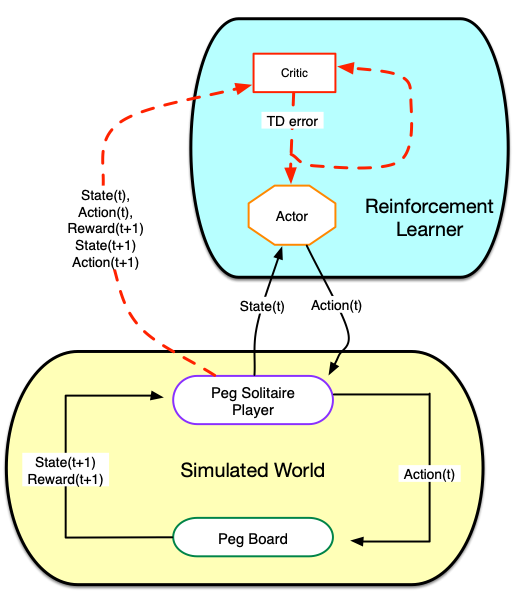 Critic
TD error
Actor
Reinforcement
Learner
State(t),
Action(t),
Reward(t+1)
State(t+1)
Action(t+1)
State(t)
Action(t)
Peg Solitaire
Player
State(t+1)
Reward(t+1)
Simulated World
Action(t)
Peg Board